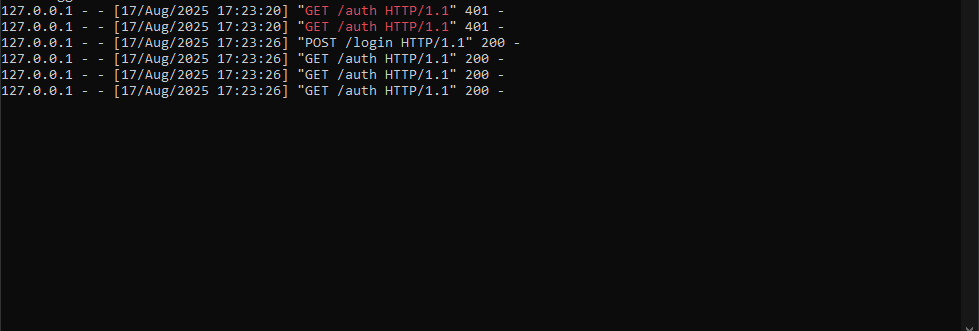 127.0.0.1 - - [17/Aug/2025 17:23:20] "GET /auth HTTP/1.1" 401 -
127.0.0.1 - - [17/Aug/2025 17:23:20] "GET /auth HTTP/1.1" 401 -
127.0.0.1 - - [17/Aug/2025 17:23:26] "POST /login HTTP/1.1" 200 -
127.0.0.1 - - [17/Aug/2025 17:23:26] "GET /auth HTTP/1.1" 200 -
127.0.0.1 - - [17/Aug/2025 17:23:26] "GET /auth HTTP/1.1" 200 -
127.0.0.1 - - [17/Aug/2025 17:23:26] "GET /auth HTTP/1.1" 200 -